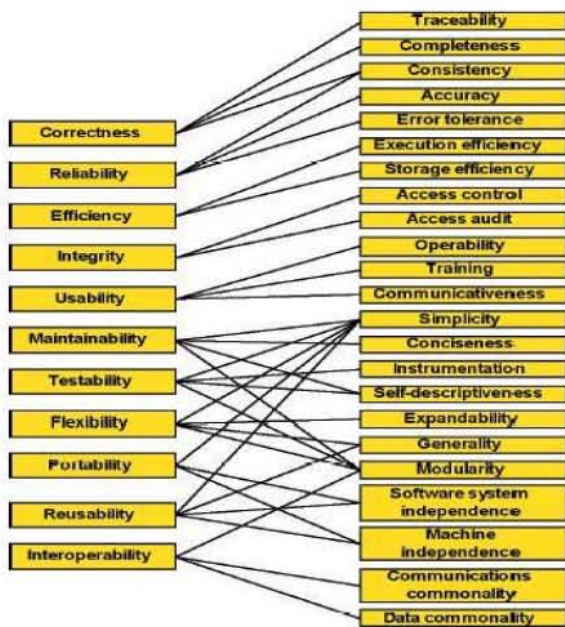 Correctness
Reliability
Efficiency
Integrity
Usability
Maintainability
Testability
Flexibility
Portability
Reusability
Interoperability
Traceability
Completeness
Consistency
Accuracy
Error tolerance
Execution efficiency
Storage efficiency
Access control
Access audit
Operability
Training
Communicativeness
Simplicity
Conciseness
Instrumentation
Self-descriptiveness
Expandability
Generality
Modularity
Software system
independence
Machine
independence
Communications
commonality
Data commonality